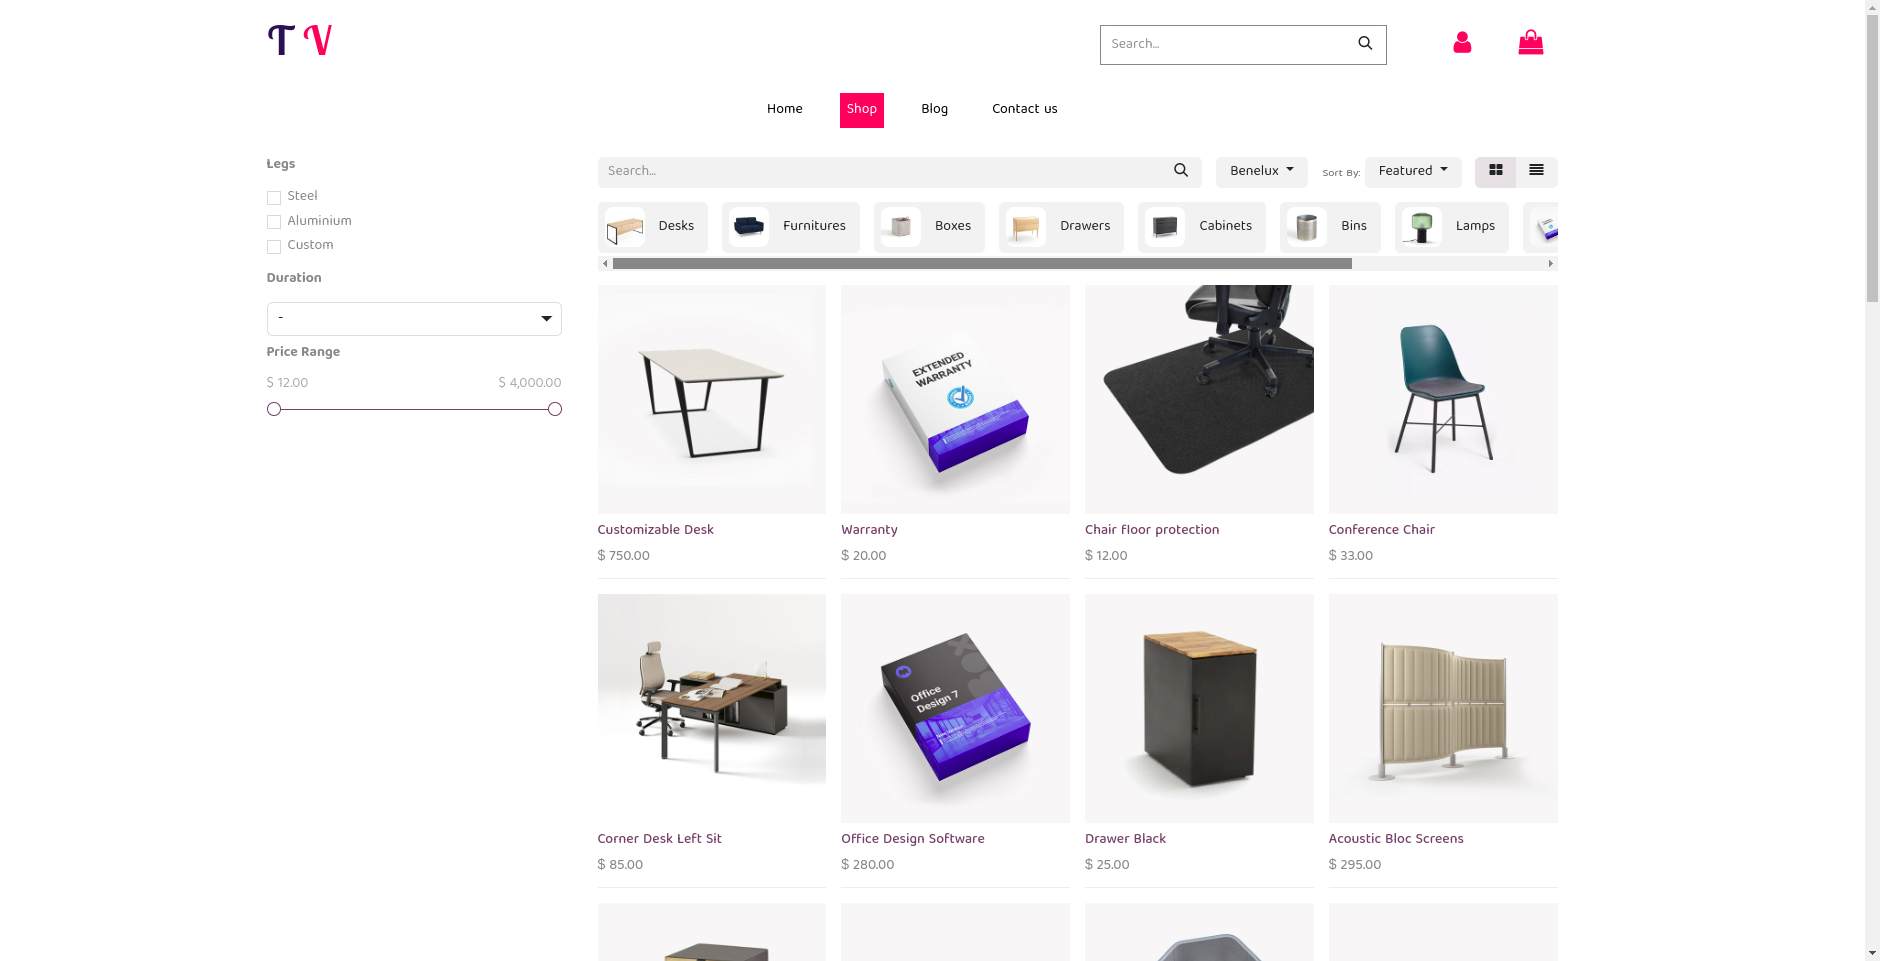 T V
Search...
Home
Shop
Blog
Contact us
Legs
Steel
Aluminium
Custom
Duration
-
Price Range
$ 12.00
$ 4,000.00
Search...
Benelux
Sort By:
Featured
Desks
Furnitures
Boxes
Drawers
Cabinets
Bins
Lamps
EXTENDED
WARRANTY
Customizable Desk
$ 750.00
Warranty
$ 20.00
Chair floor protection
$ 12.00
Conference Chair
$ 33.00
Office
Design 7
Corner Desk Left Sit
$ 85.00
Office Design Software
$ 280.00
Drawer Black
$ 25.00
Acoustic Bloc Screens
$ 295.00